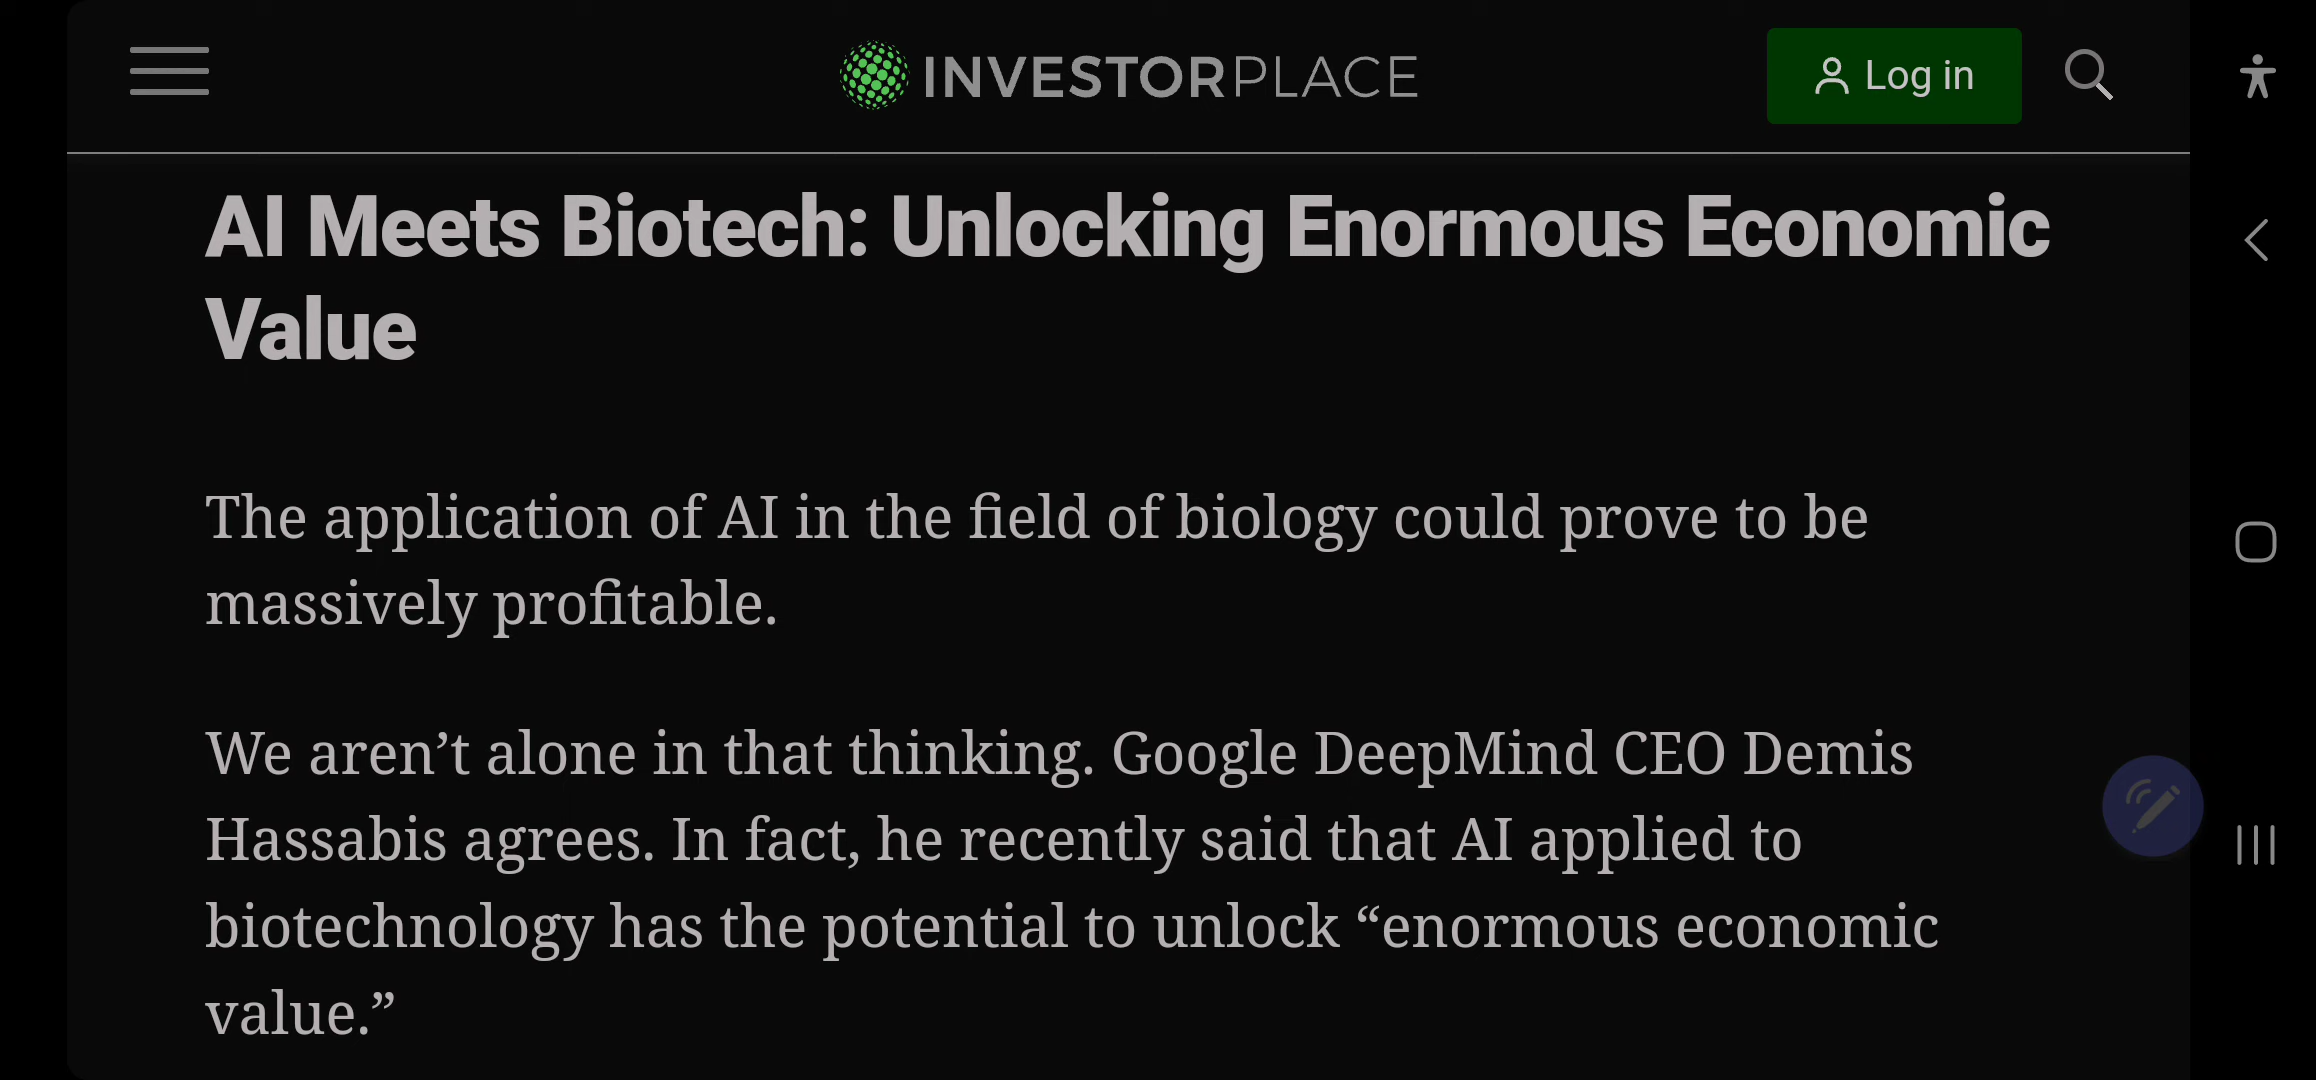 INVESTORPLACE
Log in
AI Meets Biotech: Unlocking Enormous Economic
Value
The application of AI in the field of biology could prove to be
massively profitable.
We aren’t alone in that thinking. Google DeepMind CEO Demis
Hassabis agrees. In fact, he recently said that AI applied to
biotechnology has the potential to unlock “enormous economic
value.”